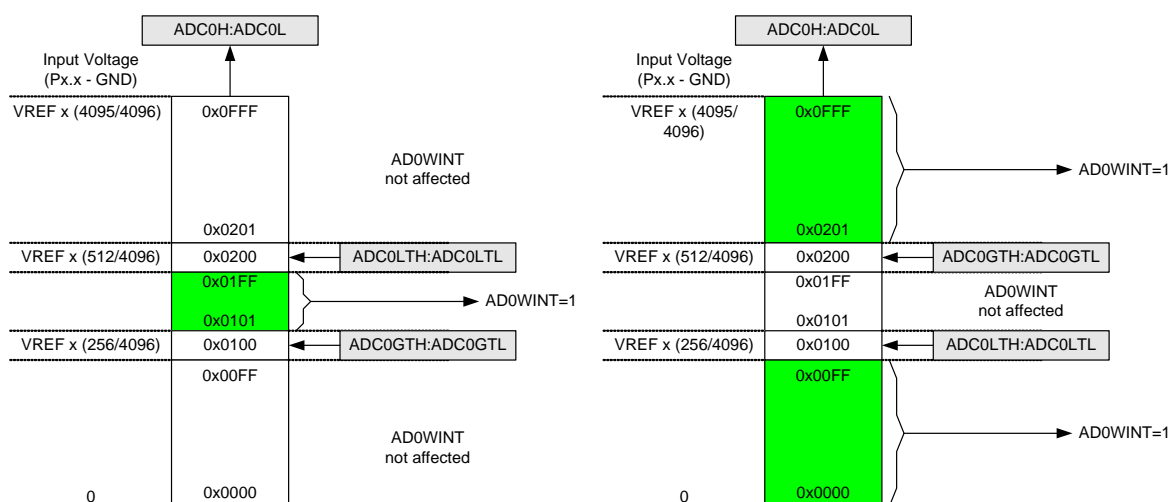 ADC0H:ADC0L
Input Voltage
(Px.x - GND)
VREF x (4095/4096)
0x0FFF
AD0WINT
not affected
0x0201
VREF x (512/4096)
0x0200
ADC0LTH:ADC0LTL
0x01FF
AD0WINT=1
0x0101
VREF x (256/4096)
0x0100
ADC0GTH:ADC0GTL
0x00FF
AD0WINT
not affected
0
0x0000
ADC0H:ADC0L
Input Voltage
(Px.x - GND)
VREF x (4095/
4096)
0x0FFF
AD0WINT=1
0x0201
VREF x (512/4096)
0x0200
ADC0GTH:ADC0GTL
0x01FF
AD0WINT
not affected
0x0101
VREF x (256/4096)
0x0100
ADC0LTH:ADC0LTL
0x00FF
AD0WINT=1
0
0x0000